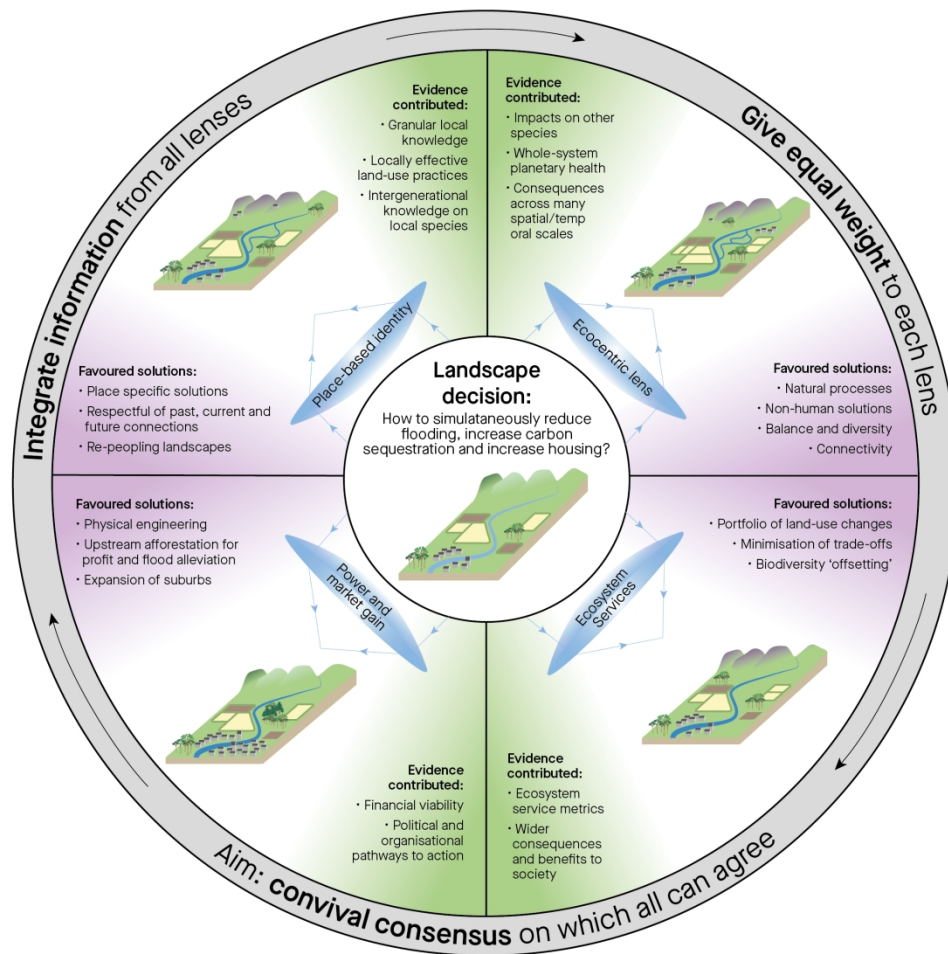 Integrate information from all lenses
Give equal weight to each lens
Aim: convival consensus on which all can agree
Evidence
contributed:
· Granular local
knowledge
· Locally effective
land-use practices
· Intergenerational
knowledge on
local species
Evidence
contributed:
· Impacts on other
species
· Whole-system
planetary health
· Consequences
across many
spatial/temp
oral scales
Place-based identity
Ecocentric lens
Favoured solutions:
· Place specific solutions
· Respectful of past, current and
future connections
· Re-peopling landscapes
Landscape
decision:
How to simulataneously reduce
flooding, increase carbon
sequestration and increase housing?
Favoured solutions:
· Natural processes
· Non-human solutions
· Balance and diversity
· Connectivity
Favoured solutions:
· Physical engineering
· Upstream afforestation for
profit and flood alleviation
· Expansion of suburbs
Power and
market gain
Ecosystem
Services
Favoured solutions:
· Portfolio of land-use changes
· Minimisation of trade-offs
· Biodiversity ‘offsetting’
Evidence
contributed:
· Financial viability
· Political and
organisational
pathways to action
Evidence
contributed:
· Ecosystem
service metrics
· Wider
consequences
and benefits to
society